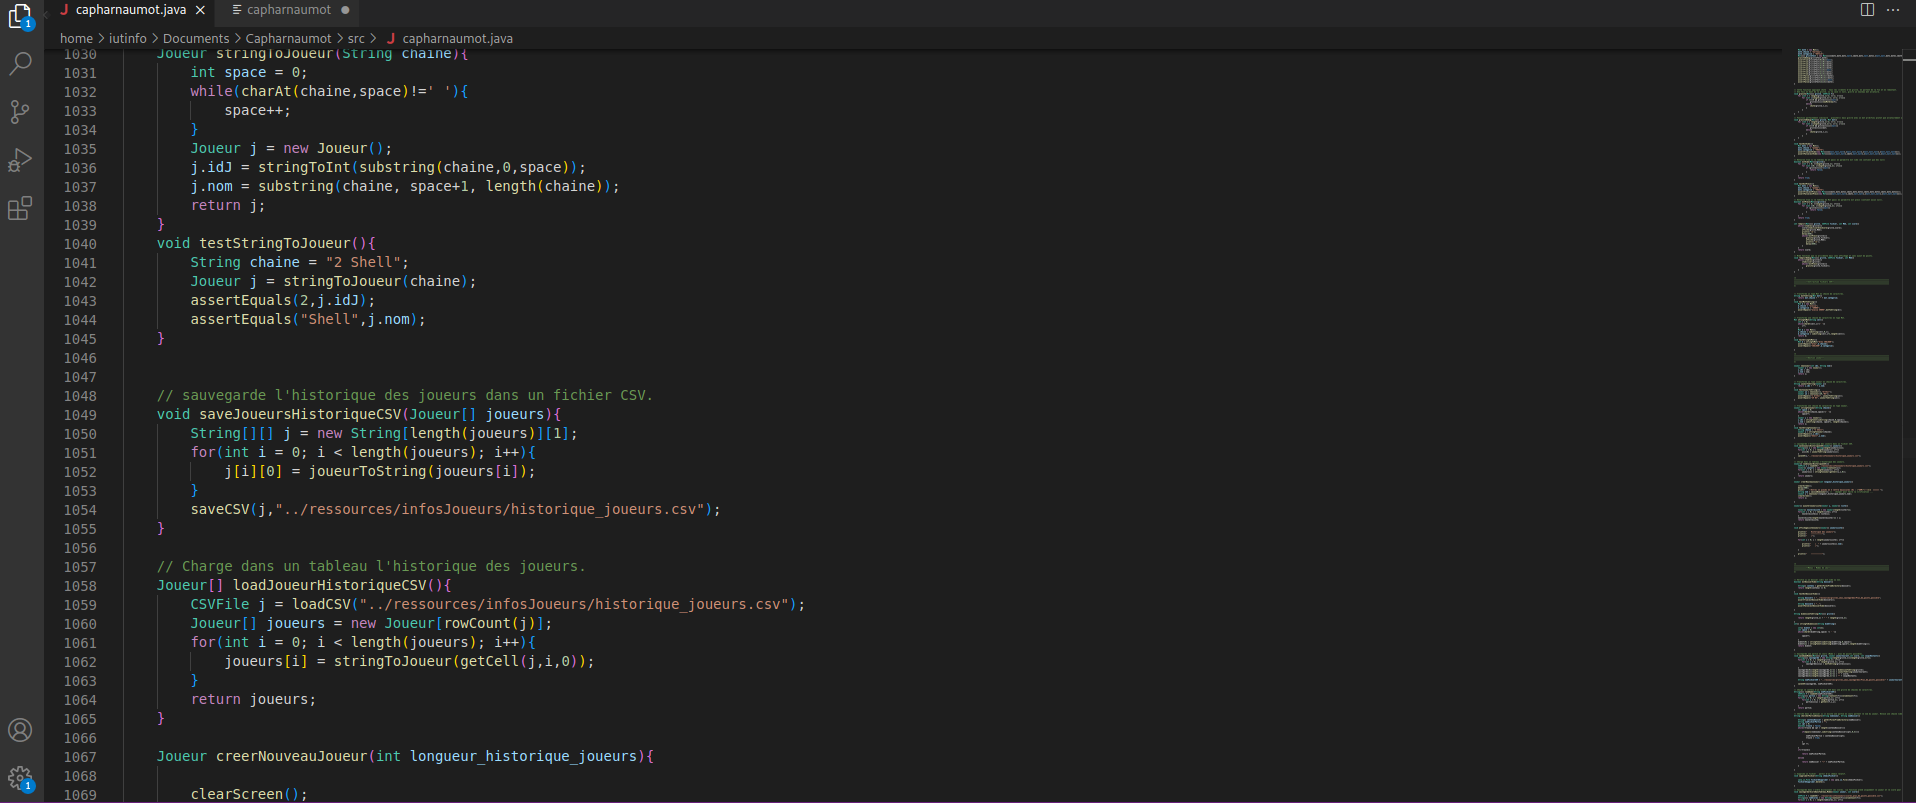 capharnaumot.java
capharnaumot
home > iutinfo > Documents > Capharnaumot > src > J capharnaumot.java
1030 Joueur stringToJoueur(String chaine){
1031 int space = 0;
1032 while(charAt(chaine,space)!=' '){
1033 space++;
1034 }
1035 Joueur j = new Joueur();
1036 j.idJ = stringToInt(substring(chaine,0,space));
1037 j.nom = substring(chaine, space+1, length(chaine));
1038 return j;
1039 }
1040 void testStringToJoueur(){
1041 String chaine = "2 Shell";
1042 Joueur j = stringToJoueur(chaine);
1043 assertEquals(2,j.idJ);
1044 assertEquals("Shell",j.nom);
1045 }
1046
1047
1048 // sauvegarde l'historique des joueurs dans un fichier CSV.
1049 void saveJoueursHistoriqueCSV(Joueur[] joueurs){
1050 String[][] j = new String[length(joueurs)][1];
1051 for(int i = 0; i < length(joueurs); i++){
1052 j[i][0] = joueurToString(joueurs[i]);
1053 }
1054 saveCSV(j,"../ressources/infosJoueurs/historique_joueurs.csv");
1055 }
1056
1057 // Charge dans un tableau l'historique des joueurs.
1058 Joueur[] loadJoueurHistoriqueCSV(){
1059 CSVFile j = loadCSV("../ressources/infosJoueurs/historique_joueurs.csv");
1060 Joueur[] joueurs = new Joueur[rowCount(j)];
1061 for(int i = 0; i < length(joueurs); i++){
1062 joueurs[i] = stringToJoueur(getCell(j,i,0));
1063 }
1064 return joueurs;
1065 }
1066
1067 Joueur creerNouveauJoueur(int longueur_historique_joueurs){
1068
1069 clearScreen();
1
1